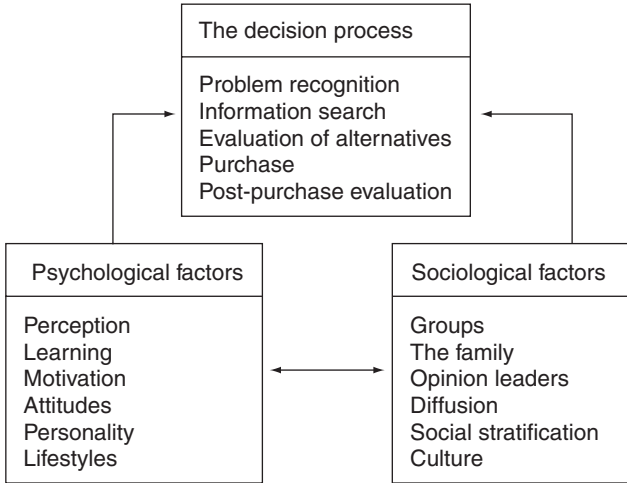 The decision process
Problem recognition
Information search
Evaluation of alternatives
Purchase
Post-purchase evaluation
Psychological factors
Perception
Learning
Motivation
Attitudes
Personality
Lifestyles
Sociological factors
Groups
The family
Opinion leaders
Diffusion
Social stratification
Culture